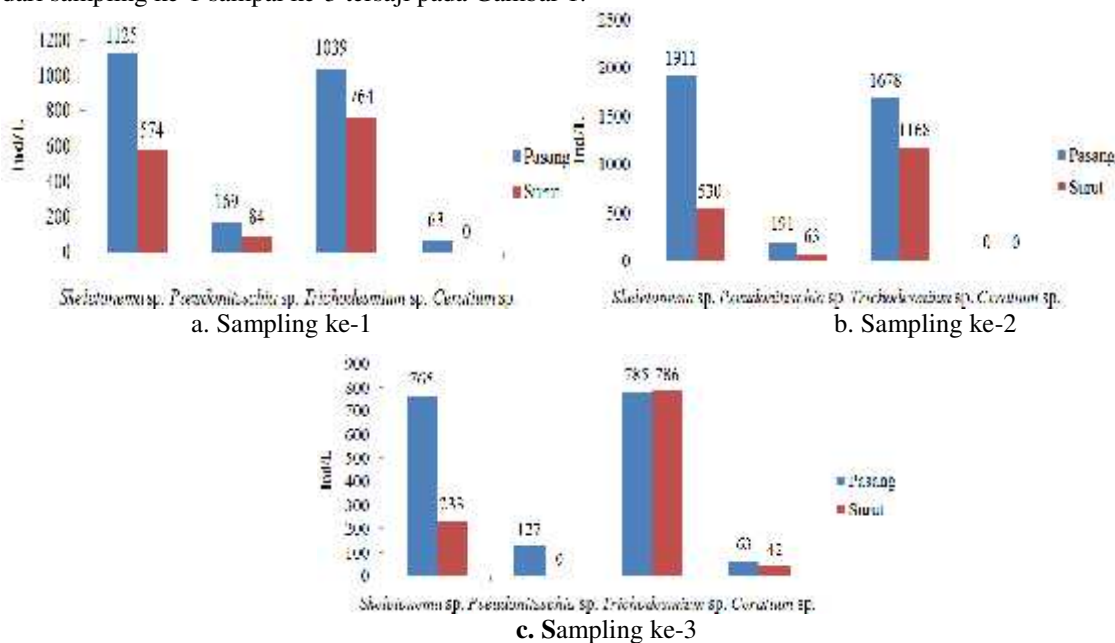 dari sampling ke-1 sampai ke-3 tersaji pada Gambar 1.
1125
574
169
84
1039
764
63
0
1200
1000
800
600
400
200
0
Ind/L
Pasang
Surut
Skeletonema sp. Pseudonitzschia sp. Trichodesmium sp. Ceratium sp.
a. Sampling ke-1
2500
2000
1500
1000
500
0
Ind/L
1911
530
191
63
1678
1168
0
0
Pasang
Surut
Skeletonema sp. Pseudonitzschia sp. Trichodesmium sp. Ceratium sp.
b. Sampling ke-2
900
800
700
600
500
400
300
200
100
0
Ind/L
127
0
785
786
63
42
Pasang
Surut
Skeletonema sp. Pseudonitzschia sp. Trichodesmium sp. Ceratium sp.
c. Sampling ke-3